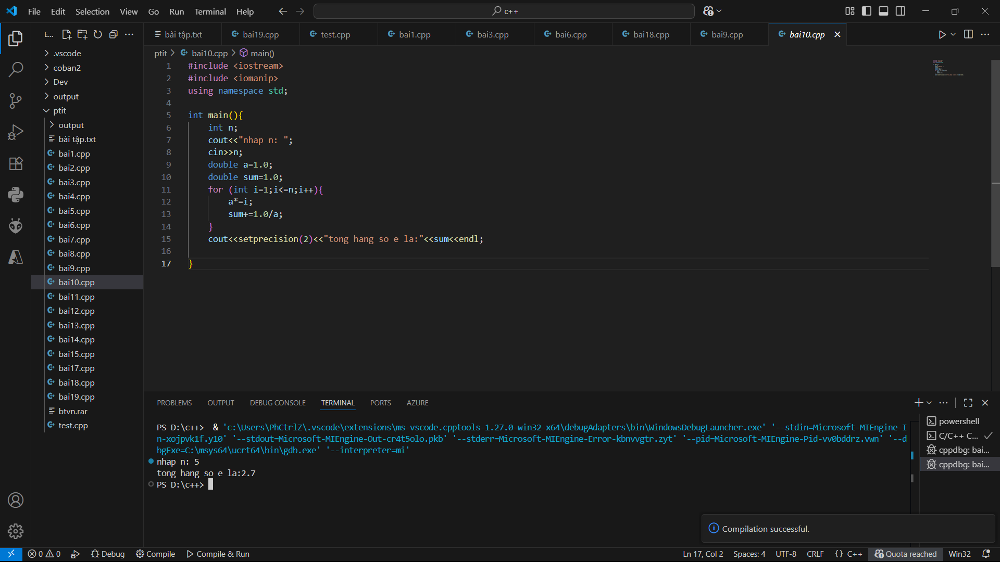 File Edit Selection View Go Run Terminal Help
c++
E...
bài tập.txt bai19.cpp test.cpp bai1.cpp bai3.cpp bai6.cpp bai18.cpp bai9.cpp bai10.cpp
.vscode
coban2
Dev
output
ptit
output
bài tập.txt
bai1.cpp
bai2.cpp
bai3.cpp
bai4.cpp
bai5.cpp
bai6.cpp
bai7.cpp
bai8.cpp
bai9.cpp
bai10.cpp
bai11.cpp
bai12.cpp
bai13.cpp
bai14.cpp
bai15.cpp
bai17.cpp
bai18.cpp
bai19.cpp
btvn.rar
test.cpp
ptit > bai10.cpp > main()
1 #include <iostream>
2 #include <iomanip>
3 using namespace std;
4
5 int main(){
6 int n;
7 cout<<"nhap n: ";
8 cin>>n;
9 double a=1.0;
10 double sum=1.0;
11 for (int i=1;i<=n;i++){
12 a*=i;
13 sum+=1.0/a;
14 }
15 cout<<setprecision(2)<<"tong hang so e la:"<<sum<<endl;
16
17 }
PROBLEMS OUTPUT DEBUG CONSOLE TERMINAL PORTS AZURE
PS D:\c++> & 'c:\Users\PhCtrlZ\.vscode\extensions\ms-vscode.cpptools-1.27.0-win32-x64\debugAdapters\bin\WindowsDebugLauncher.exe' '--stdin=Microsoft-MIEngine-I
n-xojpvk1f.y10' '--stdout=Microsoft-MIEngine-Out-cr4t5olo.pkb' '--stderr=Microsoft-MIEngine-Error-kbnvvgtr.zyt' '--pid=Microsoft-MIEngine-Pid-vv0bddrz.vwn' '--d
bgExe=C:\msys64\ucrt64\bin\gdb.exe' '--interpreter=mi'
nhap n: 5
tong hang so e la:2.7
PS D:\c++>
powershell
C/C++ C...
cppdbg: bai...
cppdbg: bai...
Compilation successful.
0 0 Debug Compile Compile & Run Ln 17, Col 2 Spaces: 4 UTF-8 CRLF {} C++ Quota reached Win32